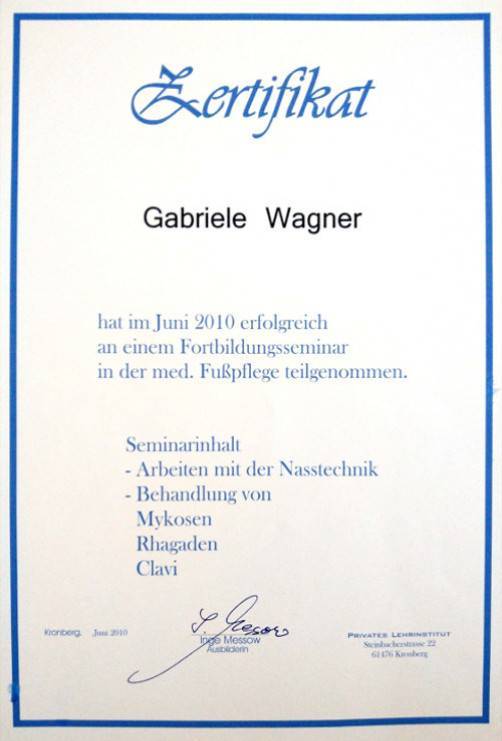 Zertifikat
Gabriele Wagner
hat im Juni 2010 erfolgreich
an einem Fortbildungsseminar
in der med. Fußpflege teilgenommen.
Seminarinhalt
- Arbeiten mit der Nasstechnik
- Behandlung von
Mykosen
Rhagaden
Clavi
Kronberg, Juni 2010
I. Messow
Inge Messow
Ausbilderin
PRIVATES LEHRINSTITUT
Steinbacherstrasse 22
61476 Kronberg